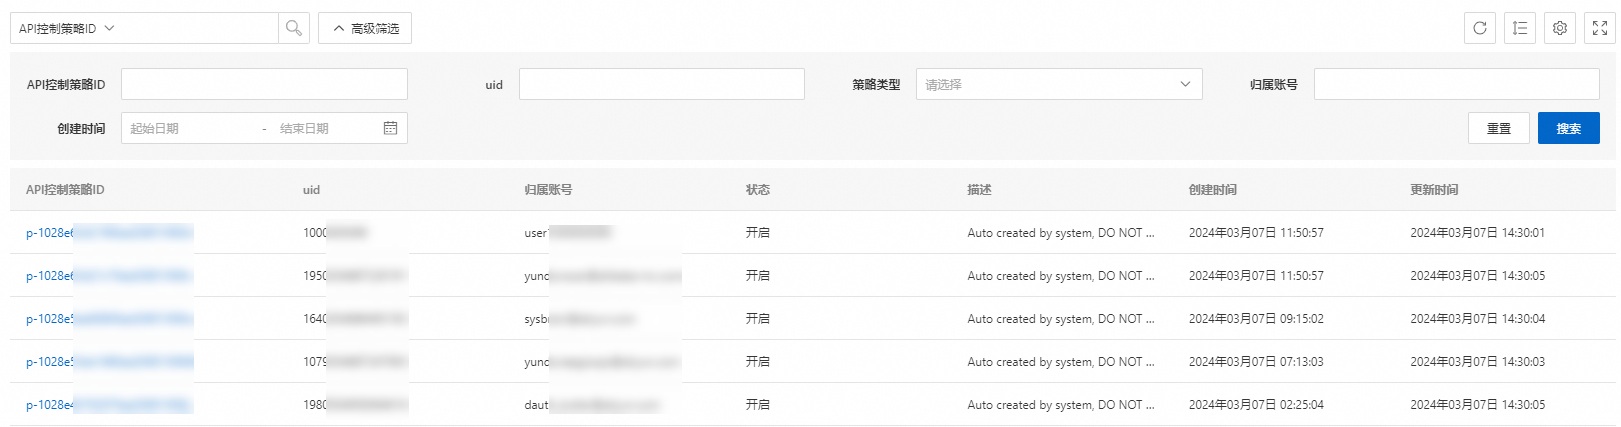 API控制策略ID 高级筛选
API控制策略ID uid 策略类型 请选择 归属账号
创建时间 起始日期 - 结束日期 重置 搜索
API控制策略ID uid 归属账号 状态 描述 创建时间 更新时间
p-1028e 1000 user 开启 Auto created by system, DO NOT ... 2024年03月07日 11:50:57 2024年03月07日 14:30:01
p-1028e 1950 yun 开启 Auto created by system, DO NOT ... 2024年03月07日 11:50:57 2024年03月07日 14:30:05
p-1028e 1640 sysb 开启 Auto created by system, DO NOT ... 2024年03月07日 09:15:02 2024年03月07日 14:30:04
p-1028e 1079 yun 开启 Auto created by system, DO NOT ... 2024年03月07日 07:13:03 2024年03月07日 14:30:03
p-1028e 1980 daut 开启 Auto created by system, DO NOT ... 2024年03月07日 02:25:04 2024年03月07日 14:30:05